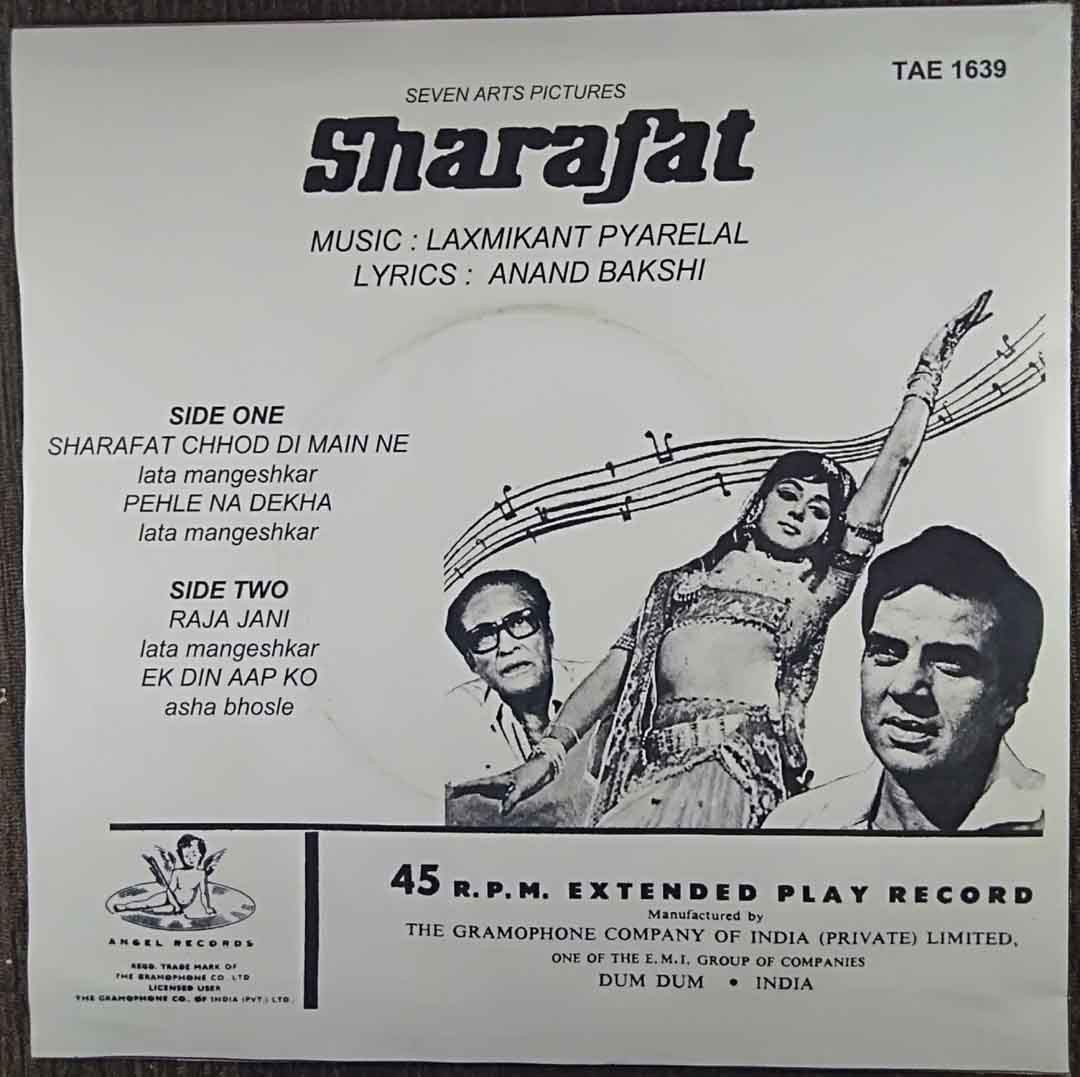 TAE 1639
SEVEN ARTS PICTURES
Sharafat
MUSIC : LAXMIKANT PYARELAL
LYRICS : ANAND BAKSHI
SIDE ONE
SHARAFAT CHHOD DI MAIN NE
lata mangeshkar
PEHLE NA DEKHA
lata mangeshkar
SIDE TWO
RAJA JANI
lata mangeshkar
EK DIN AAP KO
asha bhosle
ANGEL RECORDS
REGD. TRADE MARK OF
THE GRAMOPHONE CO. LTD
LICENSED USER
THE GRAMOPHONE CO. OF INDIA (PVT.) LTD.
45 R.P.M. EXTENDED PLAY RECORD
Manufactured by
THE GRAMOPHONE COMPANY OF INDIA (PRIVATE) LIMITED,
ONE OF THE E.M.I. GROUP OF COMPANIES
DUM DUM • INDIA